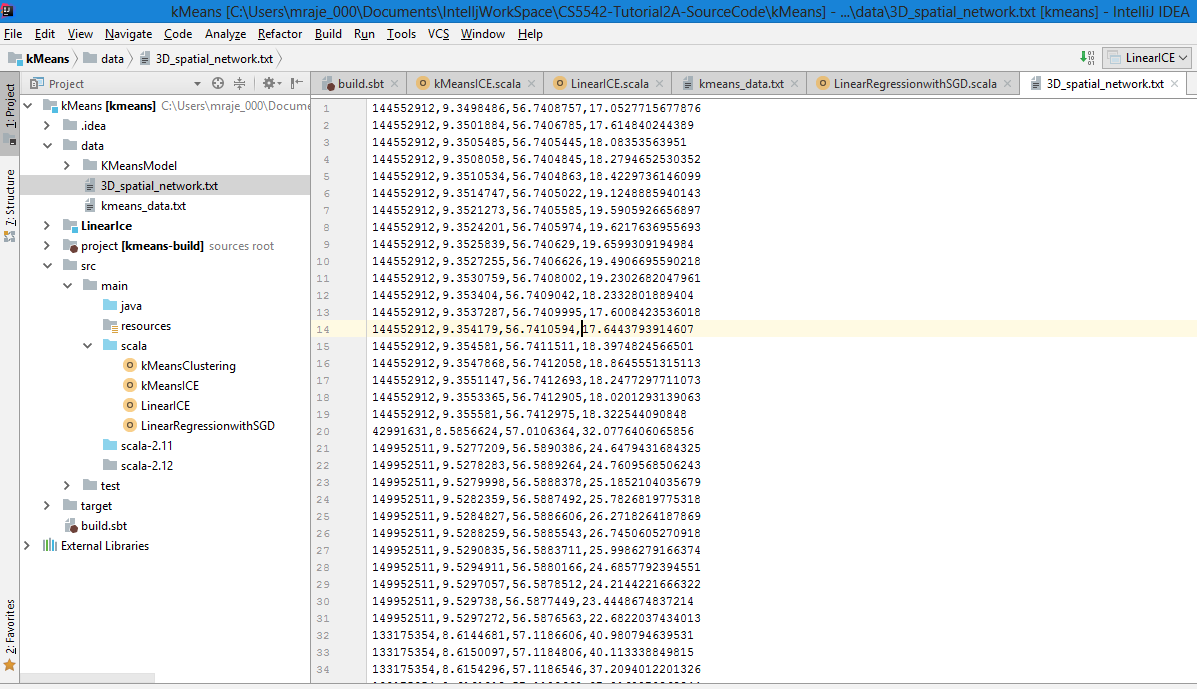 kMeans [C:\Users\mraje_000\Documents\IntelljWorkSpace\CS5542-Tutorial2A-SourceCode\kMeans] - ...\data\3D_spatial_network.txt [kmeans] - IntelliJ IDEA
File Edit View Navigate Code Analyze Refactor Build Run Tools VCS Window Help
kMeans data 3D_spatial_network.txt LinearICE
Project build.sbt kMeansICE.scala LinearICE.scala kmeans_data.txt LinearRegressionwithSGD.scala 3D_spatial_network.txt
1: Project
7: Structure
2: Favorites
kMeans [kmeans] C:\Users\mraje_000\Docume
.idea
data
KMeansModel
3D_spatial_network.txt
kmeans_data.txt
LinearIce
project [kmeans-build] sources root
src
main
java
resources
scala
kMeansClustering
kMeansICE
LinearICE
LinearRegressionwithSGD
scala-2.11
scala-2.12
test
target
build.sbt
External Libraries
1 144552912,9.3498486,56.7408757,17.0527715677876
2 144552912,9.3501884,56.7406785,17.614840244389
3 144552912,9.3505485,56.7405445,18.08353563951
4 144552912,9.3508058,56.7404845,18.2794652530352
5 144552912,9.3510534,56.7404863,18.4229736146099
6 144552912,9.3514747,56.7405022,19.1248885940143
7 144552912,9.3521273,56.7405585,19.5905926656897
8 144552912,9.3524201,56.7405974,19.6217636955693
9 144552912,9.3525839,56.740629,19.6599309194984
10 144552912,9.3527255,56.7406626,19.4906695590218
11 144552912,9.3530759,56.7408002,19.2302682047961
12 144552912,9.353404,56.7409042,18.2332801889404
13 144552912,9.3537287,56.7409995,17.6008423536018
14 144552912,9.354179,56.7410594,17.6443793914607
15 144552912,9.354581,56.7411511,18.3974824566501
16 144552912,9.3547868,56.7412058,18.8645551315113
17 144552912,9.3551147,56.7412693,18.2477297711073
18 144552912,9.3553365,56.7412905,18.0201293139063
19 144552912,9.355581,56.7412975,18.322544090848
20 42991631,8.5856624,57.0106364,32.0776406065856
21 149952511,9.5277209,56.5890386,24.6479431684325
22 149952511,9.5278283,56.5889264,24.7609568506243
23 149952511,9.5279998,56.5888378,25.1852104035679
24 149952511,9.5282359,56.5887492,25.7826819775318
25 149952511,9.5284827,56.5886606,26.2718264187869
26 149952511,9.5288259,56.5885543,26.7450605270918
27 149952511,9.5290835,56.5883711,25.9986279166374
28 149952511,9.5294911,56.5880166,24.6857792394551
29 149952511,9.5297057,56.5878512,24.2144221666322
30 149952511,9.529738,56.5877449,23.4448674837214
31 149952511,9.5297272,56.5876563,22.6822037434013
32 133175354,8.6144681,57.1186606,40.980794639531
33 133175354,8.6150097,57.1184806,40.113338849815
34 133175354,8.6154296,57.1186546,37.2094012201326